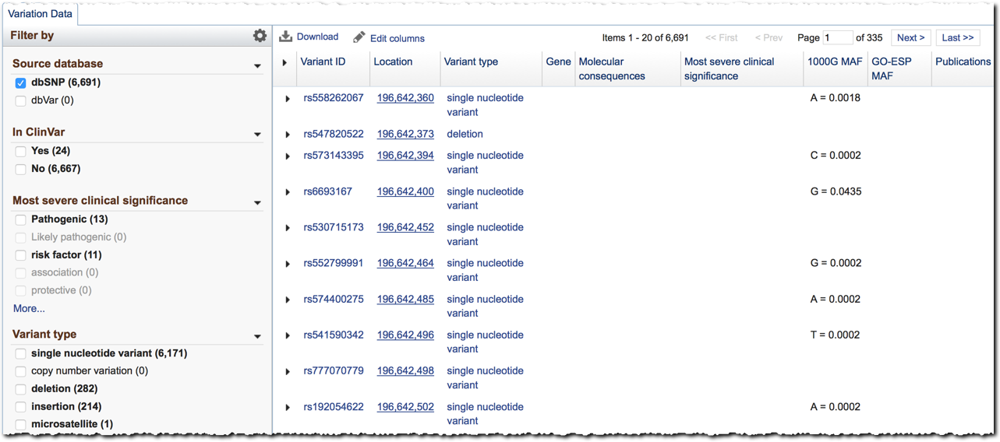 Variation Data
Filter by
Source database
dbSNP (6,691)
dbVar (0)
In ClinVar
Yes (24)
No (6,667)
Most severe clinical significance
Pathogenic (13)
Likely pathogenic (0)
risk factor (11)
association (0)
protective (0)
More...
Variant type
single nucleotide variant (6,171)
copy number variation (0)
deletion (282)
insertion (214)
microsatellite (1)
Download Edit columns Items 1 - 20 of 6,691 << First < Prev Page 1 of 335 Next > Last >>
Variant ID Location Variant type Gene Molecular Most severe clinical 1000G MAF GO-ESP Publications
consequences significance MAF
rs558262067 196,642,360 single nucleotide A = 0.0018
variant
rs547820522 196,642,373 deletion
rs573143395 196,642,394 single nucleotide C = 0.0002
variant
rs6693167 196,642,400 single nucleotide G = 0.0435
variant
rs530715173 196,642,452 single nucleotide
variant
rs552799991 196,642,464 single nucleotide G = 0.0002
variant
rs574400275 196,642,485 single nucleotide A = 0.0002
variant
rs541590342 196,642,496 single nucleotide T = 0.0002
variant
rs777070779 196,642,498 single nucleotide
variant
rs192054622 196,642,502 single nucleotide A = 0.0002
variant